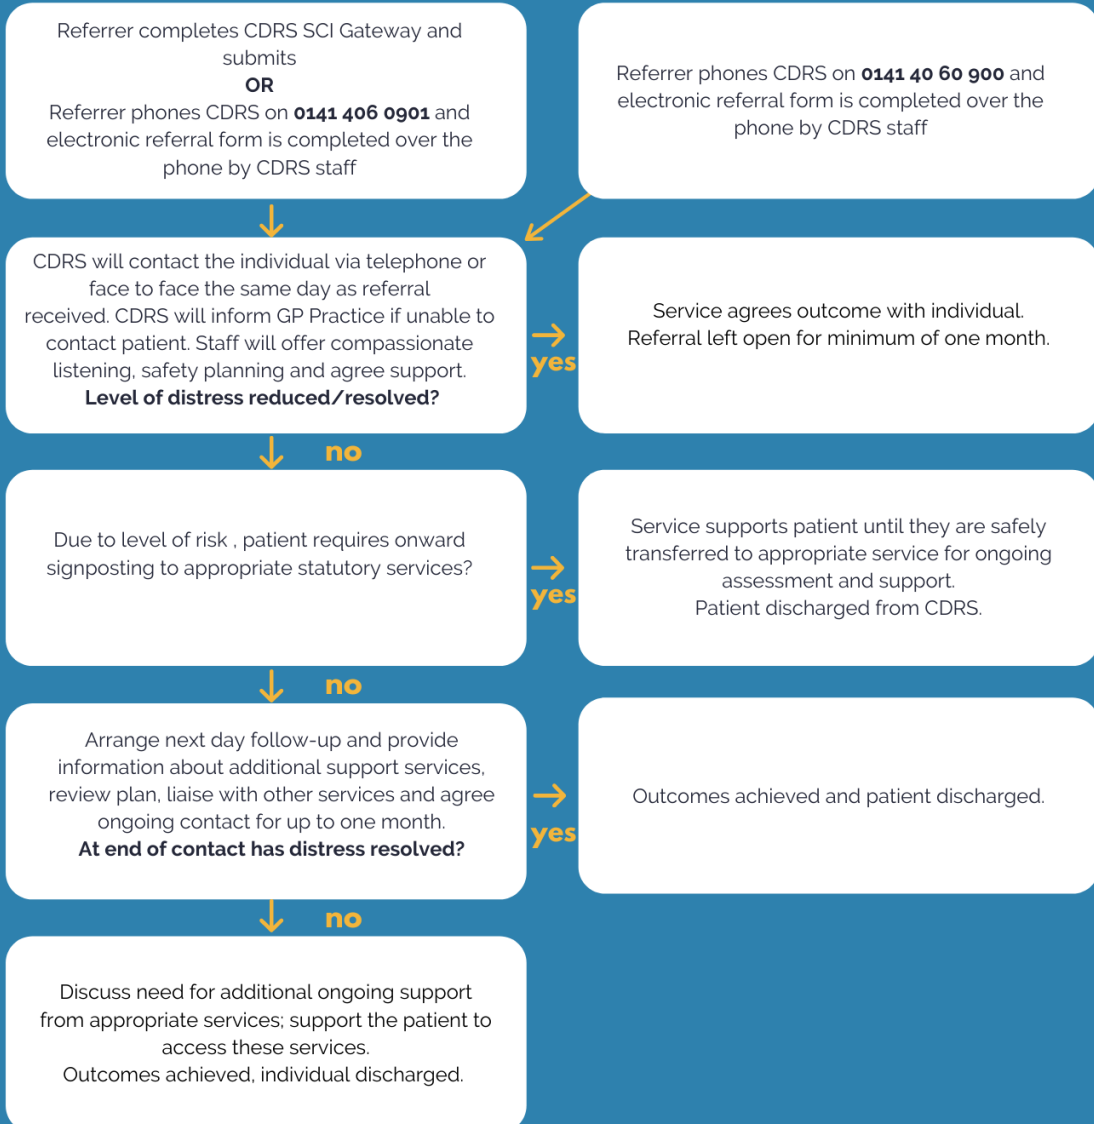 Referrer completes CDRS SCI Gateway and
submits
OR
Referrer phones CDRS on 0141 406 0901 and
electronic referral form is completed over the
phone by CDRS staff
Referrer phones CDRS on 0141 40 60 900 and
electronic referral form is completed over the
phone by CDRS staff
CDRS will contact the individual via telephone or
face to face the same day as referral
received. CDRS will inform GP Practice if unable to
contact patient. Staff will offer compassionate
listening, safety planning and agree support.
Level of distress reduced/resolved?
yes
Service agrees outcome with individual.
Referral left open for minimum of one month.
no
Due to level of risk , patient requires onward
signposting to appropriate statutory services?
yes
Service supports patient until they are safely
transferred to appropriate service for ongoing
assessment and support.
Patient discharged from CDRS.
no
Arrange next day follow-up and provide
information about additional support services,
review plan, liaise with other services and agree
ongoing contact for up to one month.
At end of contact has distress resolved?
yes
Outcomes achieved and patient discharged.
no
Discuss need for additional ongoing support
from appropriate services; support the patient to
access these services.
Outcomes achieved, individual discharged.